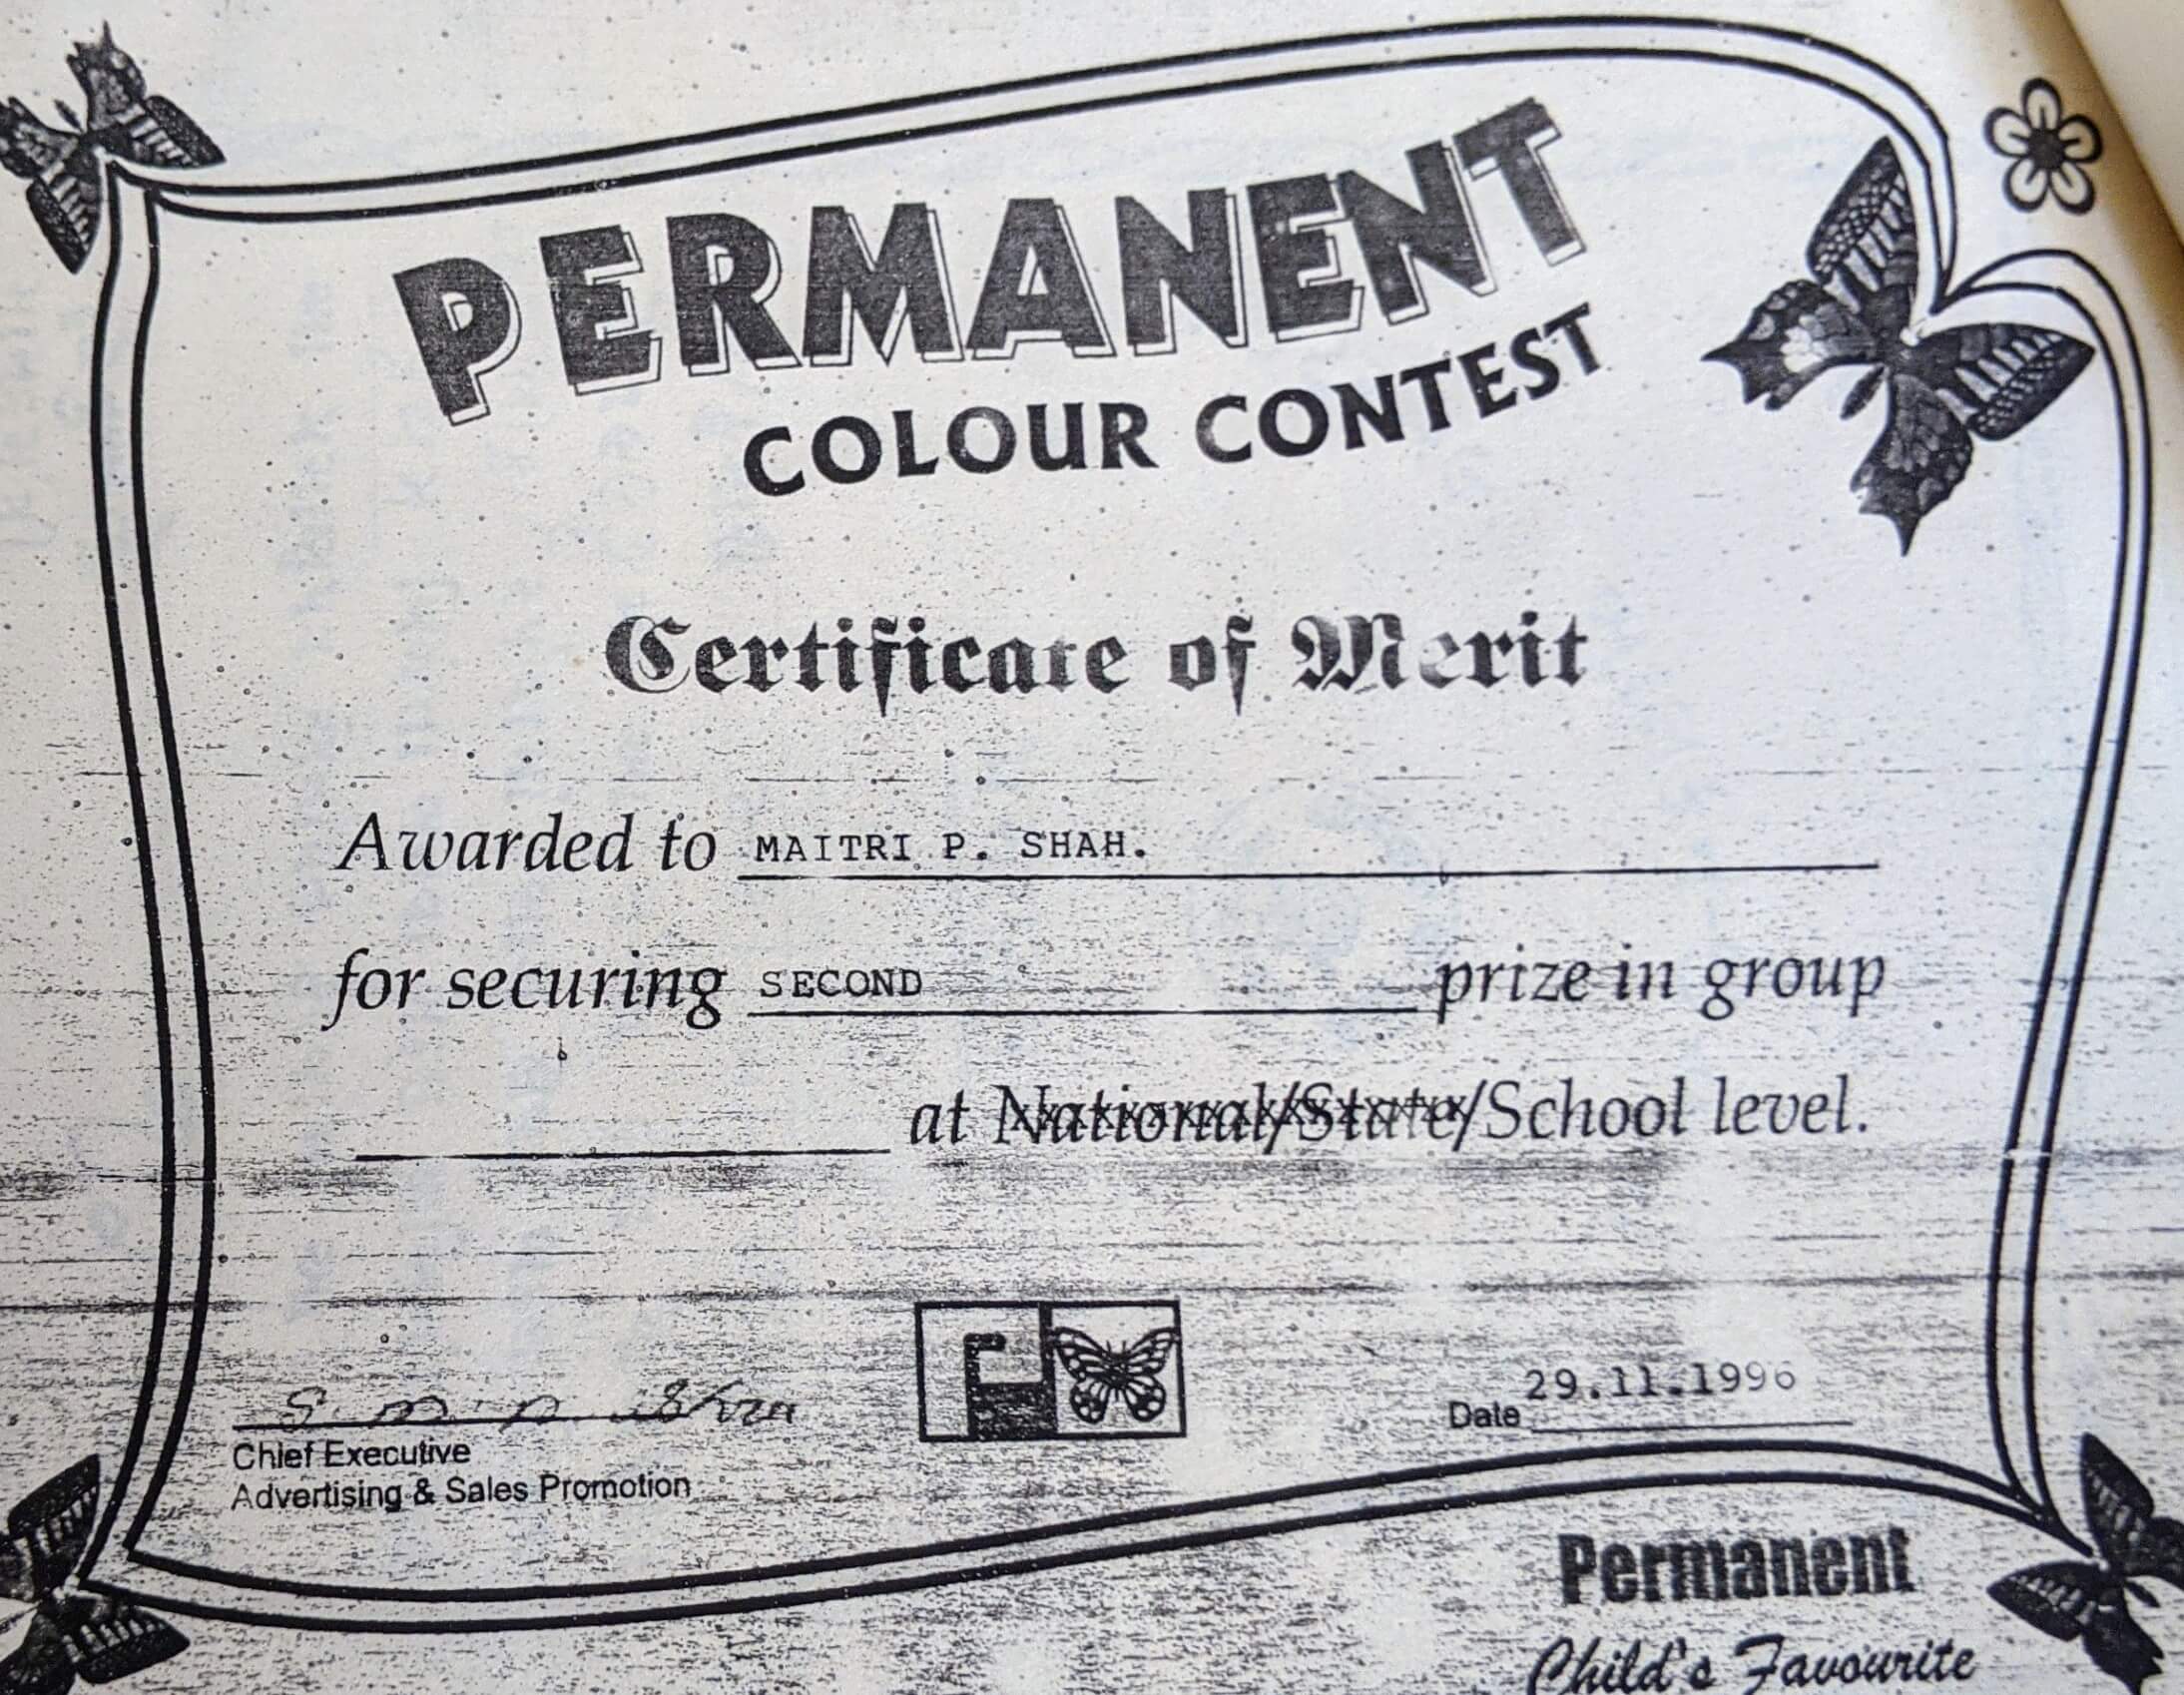 PERMANENT
COLOUR CONTEST
Certificate of Merit
Awarded to MAITRI P. SHAH.
for securing SECOND prize in group
at National/State/School level.
29.11.1996
Date
Chief Executive
Advertising & Sales Promotion
Permanent
Child's Favourite